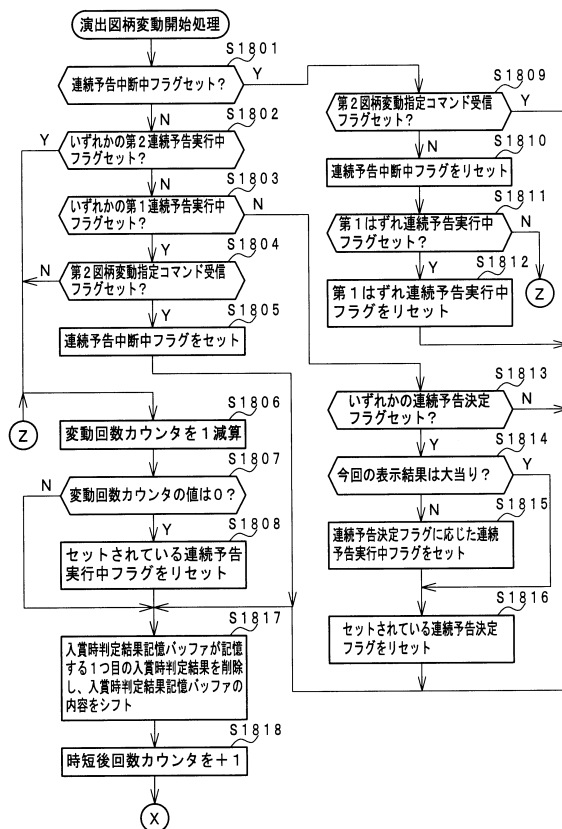 演出図柄変動開始処理
S1801
連続予告中断中フラグセット?
Y
N
S1802
いずれかの第2連続予告実行中
フラグセット?
Y
N
S1803
いずれかの第1連続予告実行中
フラグセット?
N
Y
S1804
第2図柄変動指定コマンド受信
フラグセット?
N
Y
S1805
連続予告中断中フラグをセット
Z
S1806
変動回数カウンタを1減算
S1807
変動回数カウンタの値は0?
N
Y
S1808
セットされている連続予告
実行中フラグをリセット
S1809
第2図柄変動指定コマンド受信
フラグセット?
Y
N
S1810
連続予告中断中フラグをリセット
S1811
第1はずれ連続予告実行中
フラグセット?
N
Y
Z
S1812
第1はずれ連続予告実行中
フラグをリセット
S1813
いずれかの連続予告決定
フラグセット?
N
Y
S1814
今回の表示結果は大当り?
Y
N
S1815
連続予告決定フラグに応じた連続
予告実行中フラグをセット
S1816
セットされている連続予告決定
フラグをリセット
S1817
入賞時判定結果記憶バッファが記憶
する1つ目の入賞時判定結果を削除
し、入賞時判定結果記憶バッファの
内容をシフト
S1818
時短後回数カウンタを+1
X